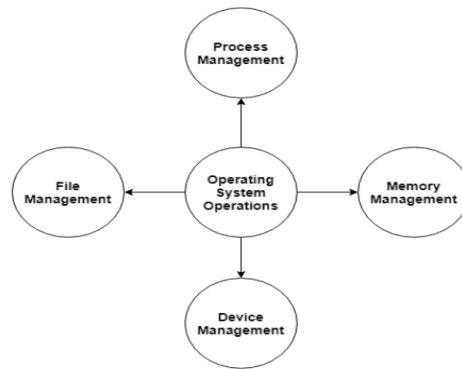 Process
Management
File
Management
Operating
System
Operations
Memory
Management
Device
Management